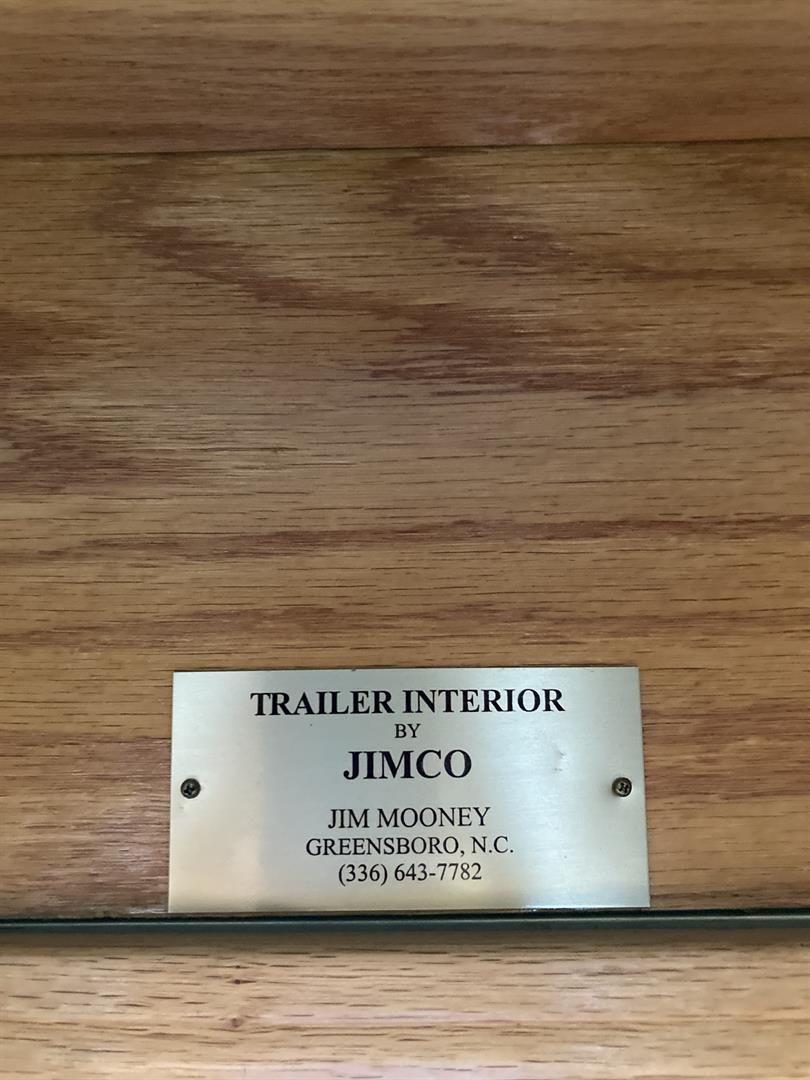 TRAILER INTERIOR
BY
JIMCO
JIM MOONEY
GREENSBORO, N.C.
(336) 643-7782